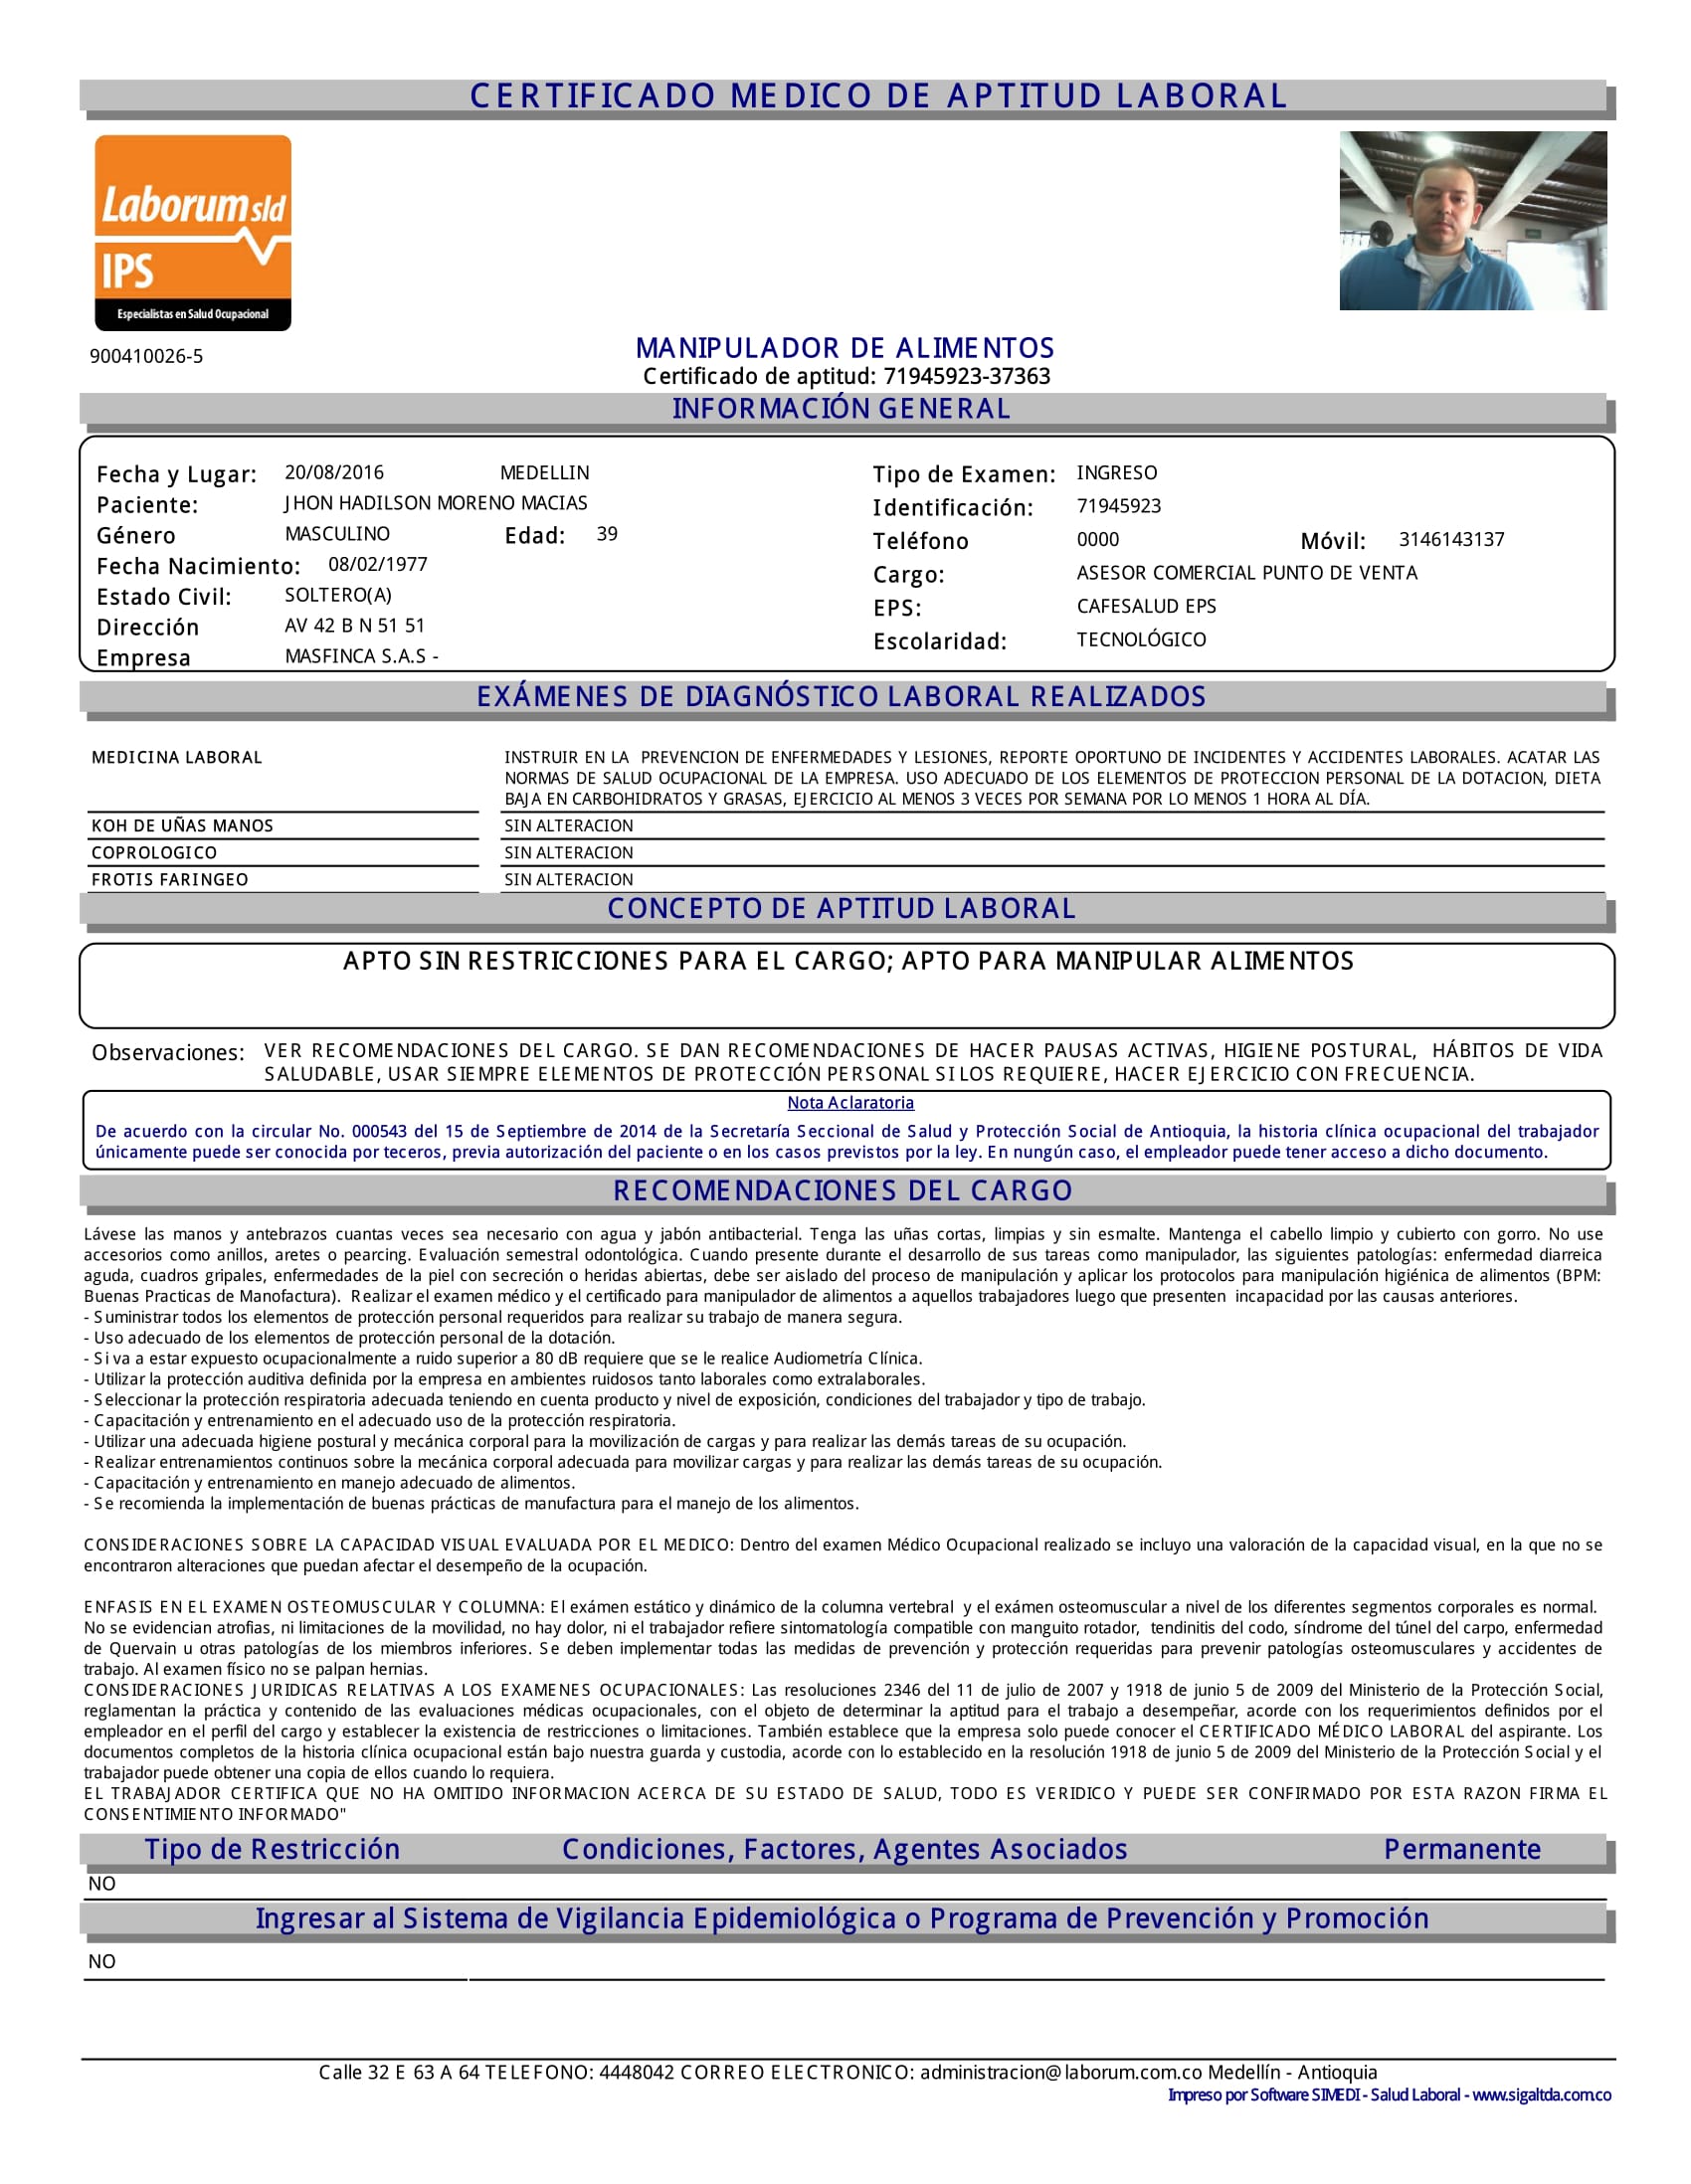 CERTIFICADO MEDICO DE APTITUD LABORAL
Laborum sld
IPS
Especialistas en Salud Ocupacional
900410026-5
MANIPULADOR DE ALIMENTOS
Certificado de aptitud: 71945923-37363
INFORMACIÓN GENERAL
Fecha y Lugar: 20/08/2016 MEDELLIN
Paciente: JHON HADILSON MORENO MACIAS
Género MASCULINO Edad: 39
Fecha Nacimiento: 08/02/1977
Estado Civil: SOLTERO(A)
Dirección AV 42 B N 51 51
Empresa MASFINCA S.A.S -
Tipo de Examen: INGRESO
Identificación: 71945923
Teléfono 0000 Móvil: 3146143137
Cargo: ASESOR COMERCIAL PUNTO DE VENTA
EPS: CAFESALUD EPS
Escolaridad: TECNOLÓGICO
EXÁMENES DE DIAGNÓSTICO LABORAL REALIZADOS
MEDICINA LABORAL INSTRUIR EN LA PREVENCION DE ENFERMEDADES Y LESIONES, REPORTE OPORTUNO DE INCIDENTES Y ACCIDENTES LABORALES. ACATAR LAS
NORMAS DE SALUD OCUPACIONAL DE LA EMPRESA. USO ADECUADO DE LOS ELEMENTOS DE PROTECCION PERSONAL DE LA DOTACION, DIETA
BAJA EN CARBOHIDRATOS Y GRASAS, EJERCICIO AL MENOS 3 VECES POR SEMANA POR LO MENOS 1 HORA AL DÍA.
KOH DE UÑAS MANOS SIN ALTERACION
COPROLOGICO SIN ALTERACION
FROTIS FARINGEO SIN ALTERACION
CONCEPTO DE APTITUD LABORAL
APTO SIN RESTRICCIONES PARA EL CARGO; APTO PARA MANIPULAR ALIMENTOS
Observaciones: VER RECOMENDACIONES DEL CARGO. SE DAN RECOMENDACIONES DE HACER PAUSAS ACTIVAS, HIGIENE POSTURAL, HÁBITOS DE VIDA
SALUDABLE, USAR SIEMPRE ELEMENTOS DE PROTECCIÓN PERSONAL SI LOS REQUIERE, HACER EJERCICIO CON FRECUENCIA.
Nota Aclaratoria
De acuerdo con la circular No. 000543 del 15 de Septiembre de 2014 de la Secretaría Seccional de Salud y Protección Social de Antioquia, la historia clínica ocupacional del trabajador
únicamente puede ser conocida por teceros, previa autorización del paciente o en los casos previstos por la ley. En nungún caso, el empleador puede tener acceso a dicho documento.
RECOMENDACIONES DEL CARGO
Lávese las manos y antebrazos cuantas veces sea necesario con agua y jabón antibacterial. Tenga las uñas cortas, limpias y sin esmalte. Mantenga el cabello limpio y cubierto con gorro. No use
accesorios como anillos, aretes o pearcing. Evaluación semestral odontológica. Cuando presente durante el desarrollo de sus tareas como manipulador, las siguientes patologías: enfermedad diarreica
aguda, cuadros gripales, enfermedades de la piel con secreción o heridas abiertas, debe ser aislado del proceso de manipulación y aplicar los protocolos para manipulación higiénica de alimentos (BPM:
Buenas Practicas de Manofactura). Realizar el examen médico y el certificado para manipulador de alimentos a aquellos trabajadores luego que presenten incapacidad por las causas anteriores.
- Suministrar todos los elementos de protección personal requeridos para realizar su trabajo de manera segura.
- Uso adecuado de los elementos de protección personal de la dotación.
- Si va a estar expuesto ocupacionalmente a ruido superior a 80 dB requiere que se le realice Audiometría Clínica.
- Utilizar la protección auditiva definida por la empresa en ambientes ruidosos tanto laborales como extralaborales.
- Seleccionar la protección respiratoria adecuada teniendo en cuenta producto y nivel de exposición, condiciones del trabajador y tipo de trabajo.
- Capacitación y entrenamiento en el adecuado uso de la protección respiratoria.
- Utilizar una adecuada higiene postural y mecánica corporal para la movilización de cargas y para realizar las demás tareas de su ocupación.
- Realizar entrenamientos continuos sobre la mecánica corporal adecuada para movilizar cargas y para realizar las demás tareas de su ocupación.
- Capacitación y entrenamiento en manejo adecuado de alimentos.
- Se recomienda la implementación de buenas prácticas de manufactura para el manejo de los alimentos.
CONSIDERACIONES SOBRE LA CAPACIDAD VISUAL EVALUADA POR EL MEDICO: Dentro del examen Médico Ocupacional realizado se incluyo una valoración de la capacidad visual, en la que no se
encontraron alteraciones que puedan afectar el desempeño de la ocupación.
ENFASIS EN EL EXAMEN OSTEOMUSCULAR Y COLUMNA: El exámen estático y dinámico de la columna vertebral y el exámen osteomuscular a nivel de los diferentes segmentos corporales es normal.
No se evidencian atrofias, ni limitaciones de la movilidad, no hay dolor, ni el trabajador refiere sintomatología compatible con manguito rotador, tendinitis del codo, síndrome del túnel del carpo, enfermedad
de Quervain u otras patologías de los miembros inferiores. Se deben implementar todas las medidas de prevención y protección requeridas para prevenir patologías osteomusculares y accidentes de
trabajo. Al examen físico no se palpan hernias.
CONSIDERACIONES JURIDICAS RELATIVAS A LOS EXAMENES OCUPACIONALES: Las resoluciones 2346 del 11 de julio de 2007 y 1918 de junio 5 de 2009 del Ministerio de la Protección Social,
reglamentan la práctica y contenido de las evaluaciones médicas ocupacionales, con el objeto de determinar la aptitud para el trabajo a desempeñar, acorde con los requerimientos definidos por el
empleador en el perfil del cargo y establecer la existencia de restricciones o limitaciones. También establece que la empresa solo puede conocer el CERTIFICADO MÉDICO LABORAL del aspirante. Los
documentos completos de la historia clínica ocupacional están bajo nuestra guarda y custodia, acorde con lo establecido en la resolución 1918 de junio 5 de 2009 del Ministerio de la Protección Social y el
trabajador puede obtener una copia de ellos cuando lo requiera.
EL TRABAJADOR CERTIFICA QUE NO HA OMITIDO INFORMACION ACERCA DE SU ESTADO DE SALUD, TODO ES VERIDICO Y PUEDE SER CONFIRMADO POR ESTA RAZON FIRMA EL
CONSENTIMIENTO INFORMADO"
Tipo de Restricción Condiciones, Factores, Agentes Asociados Permanente
NO
Ingresar al Sistema de Vigilancia Epidemiológica o Programa de Prevención y Promoción
NO
Calle 32 E 63 A 64 TELEFONO: 4448042 CORREO ELECTRONICO: administracion@laborum.com.co Medellín - Antioquia
Impreso por Software SIMEDI - Salud Laboral - www.sigaltda.com.co